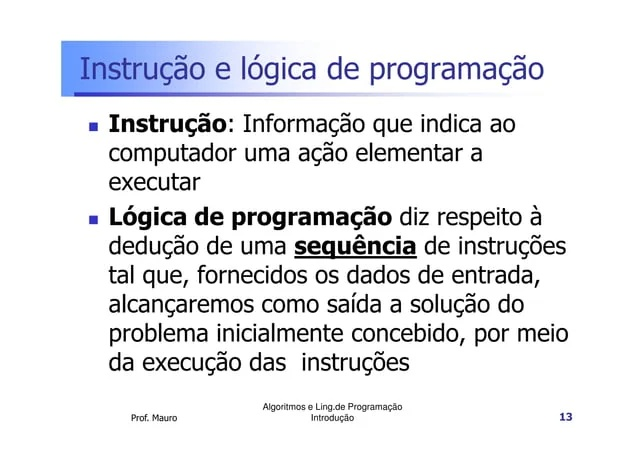 Instrução e lógica de programação
Instrução: Informação que indica ao
computador uma ação elementar a
executar
Lógica de programação diz respeito à
dedução de uma sequência de instruções
tal que, fornecidos os dados de entrada,
alcançaremos como saída a solução do
problema inicialmente concebido, por meio
da execução das instruções
Prof. Mauro
Algoritmos e Ling.de Programação
Introdução
13